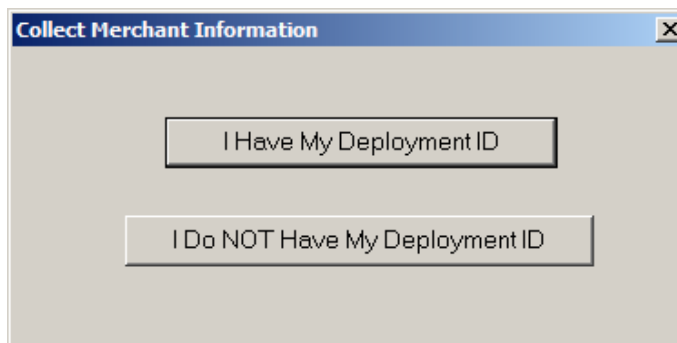 Collect Merchant Information
I Have My Deployment ID
I Do NOT Have My Deployment ID